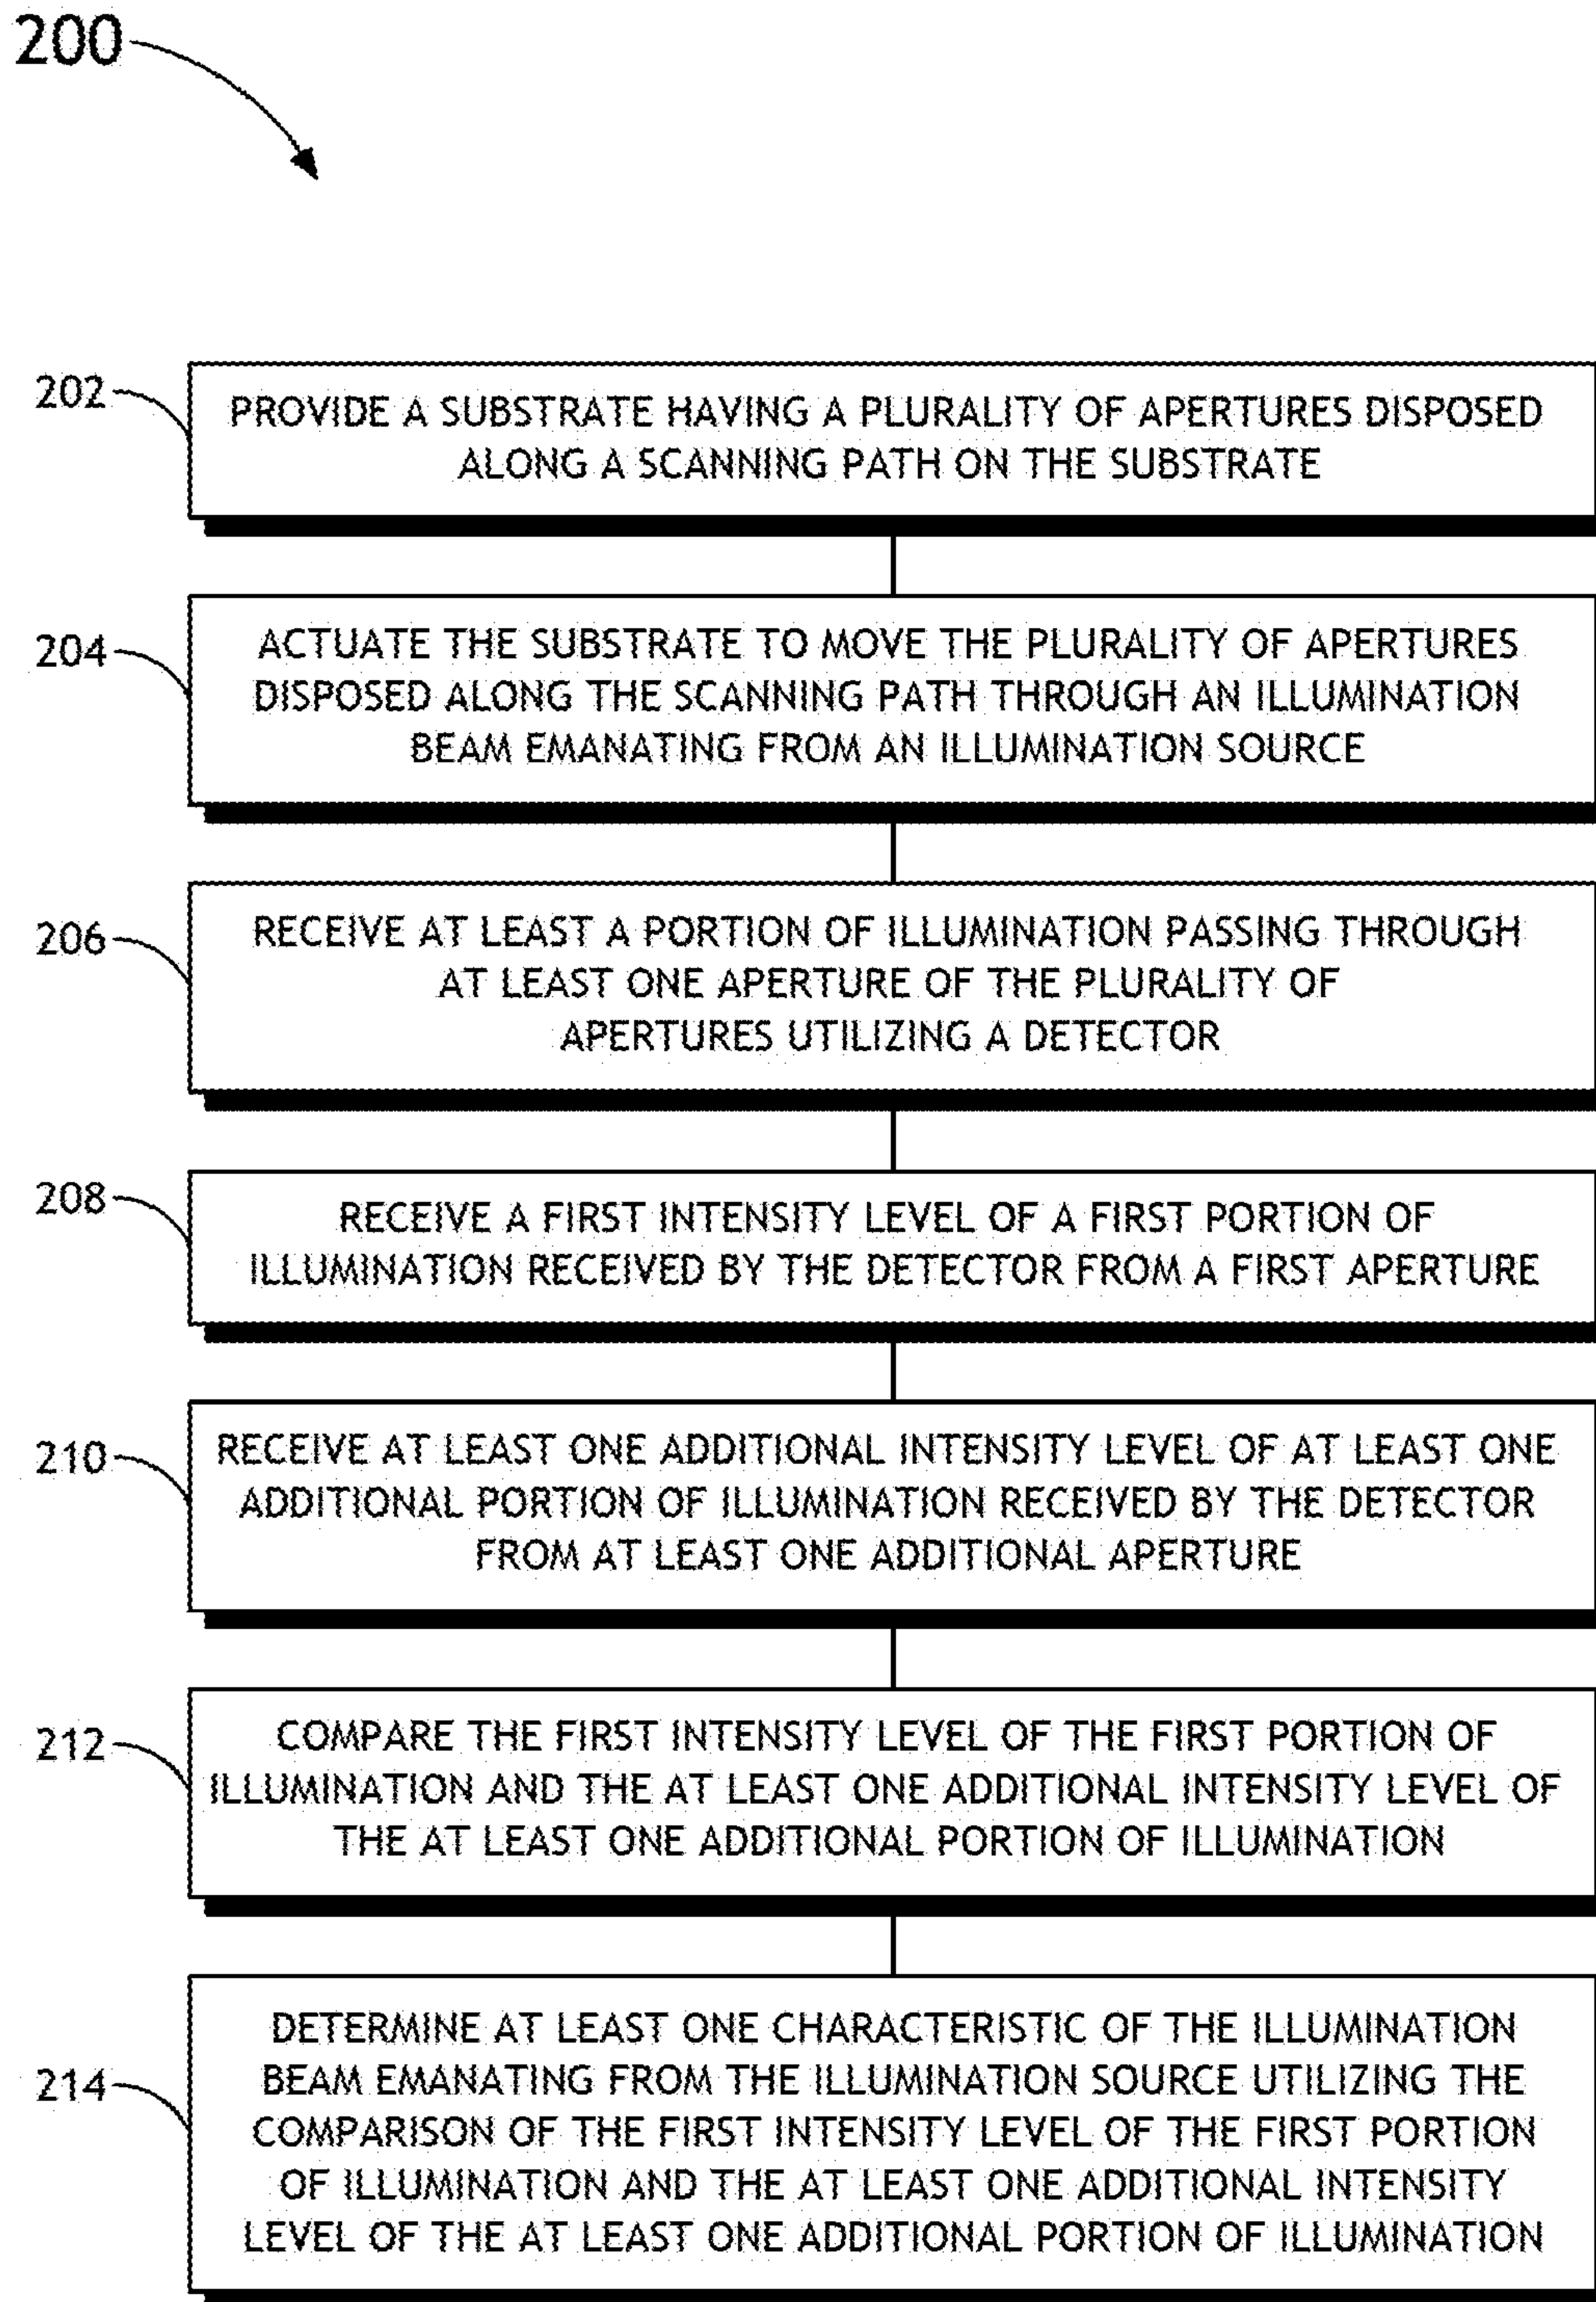 200
202
PROVIDE A SUBSTRATE HAVING A PLURALITY OF APERTURES DISPOSED
ALONG A SCANNING PATH ON THE SUBSTRATE
204
ACTUATE THE SUBSTRATE TO MOVE THE PLURALITY OF APERTURES
DISPOSED ALONG THE SCANNING PATH THROUGH AN ILLUMINATION
BEAM EMANATING FROM AN ILLUMINATION SOURCE
206
RECEIVE AT LEAST A PORTION OF ILLUMINATION PASSING THROUGH
AT LEAST ONE APERTURE OF THE PLURALITY OF
APERTURES UTILIZING A DETECTOR
208
RECEIVE A FIRST INTENSITY LEVEL OF A FIRST PORTION OF
ILLUMINATION RECEIVED BY THE DETECTOR FROM A FIRST APERTURE
210
RECEIVE AT LEAST ONE ADDITIONAL INTENSITY LEVEL OF AT LEAST ONE
ADDITIONAL PORTION OF ILLUMINATION RECEIVED BY THE DETECTOR
FROM AT LEAST ONE ADDITIONAL APERTURE
212
COMPARE THE FIRST INTENSITY LEVEL OF THE FIRST PORTION OF
ILLUMINATION AND THE AT LEAST ONE ADDITIONAL INTENSITY LEVEL OF
THE AT LEAST ONE ADDITIONAL PORTION OF ILLUMINATION
214
DETERMINE AT LEAST ONE CHARACTERISTIC OF THE ILLUMINATION
BEAM EMANATING FROM THE ILLUMINATION SOURCE UTILIZING THE
COMPARISON OF THE FIRST INTENSITY LEVEL OF THE FIRST PORTION
OF ILLUMINATION AND THE AT LEAST ONE ADDITIONAL INTENSITY
LEVEL OF THE AT LEAST ONE ADDITIONAL PORTION OF ILLUMINATION